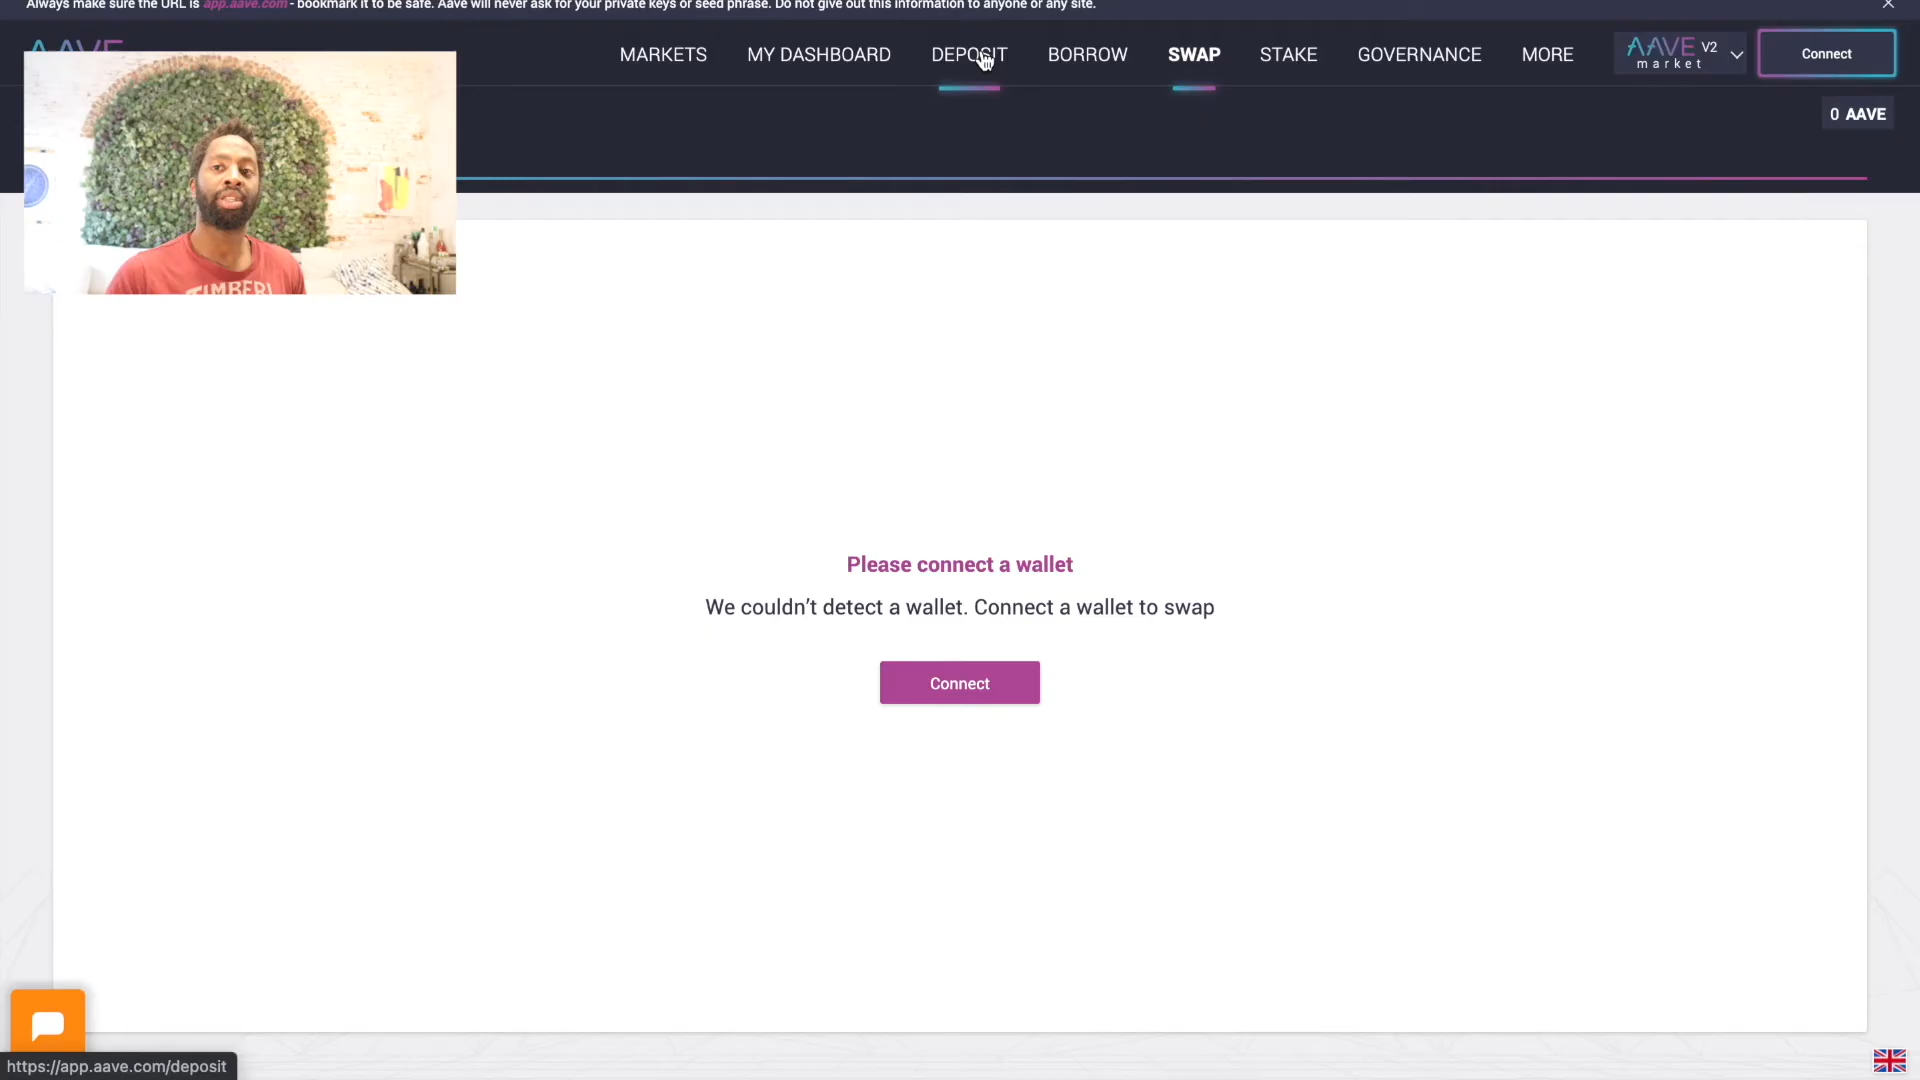 Always make sure the URL is app.aave.com - bookmark it to be safe. Aave will never ask for your private keys or seed phrase. Do not give out this information to anyone or any site.
AAVE
MARKETS
MY DASHBOARD
DEPOSIT
BORROW
SWAP
STAKE
GOVERNANCE
MORE
AAVE V2
market
Connect
0 AAVE
TIMBERL
Please connect a wallet
We couldn’t detect a wallet. Connect a wallet to swap
Connect
https://app.aave.com/deposit